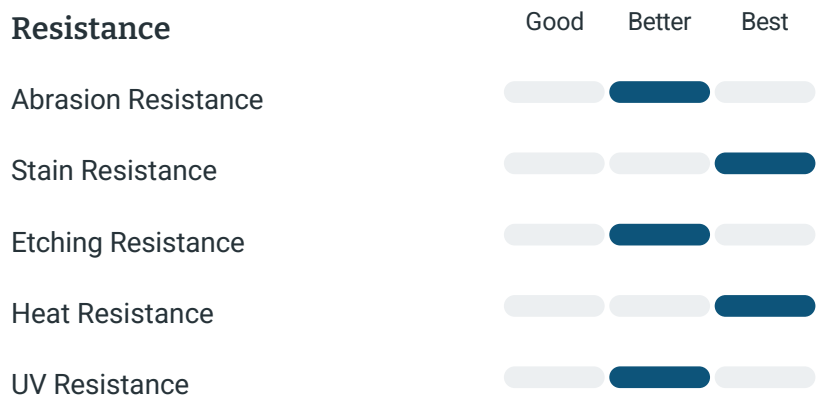 Resistance Good Better Best
Abrasion Resistance
Stain Resistance
Etching Resistance
Heat Resistance
UV Resistance